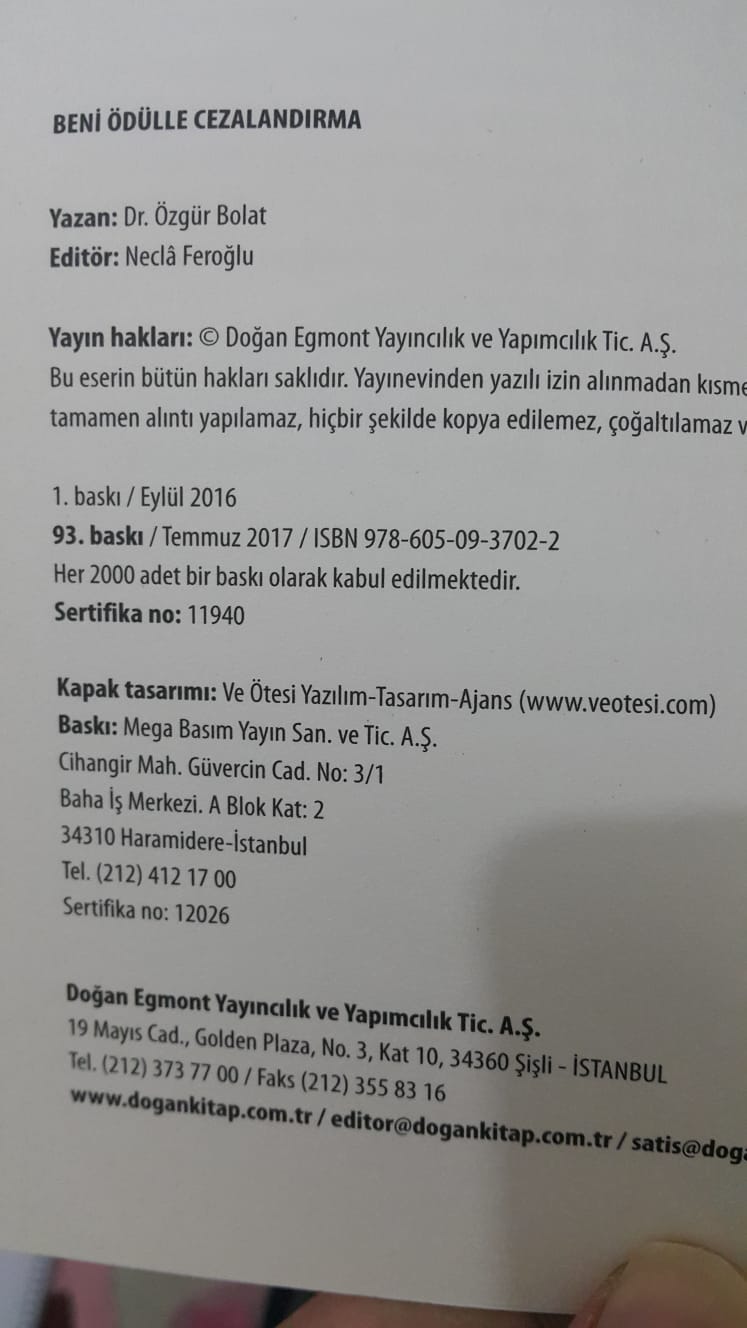 BENİ ÖDÜLLE CEZALANDIRMA
Yazan: Dr. Özgür Bolat
Editör: Neclâ Feroğlu
Yayın hakları: © Doğan Egmont Yayıncılık ve Yapımcılık Tic. A.Ş.
Bu eserin bütün hakları saklıdır. Yayınevinden yazılı izin alınmadan
tamamen alıntı yapılamaz, hiçbir şekilde kopya edilemez, çoğaltılamaz
1. baskı / Eylül 2016
93. baskı / Temmuz 2017 / ISBN 978-605-09-3702-2
Her 2000 adet bir baskı olarak kabul edilmektedir.
Sertifika no: 11940
Kapak tasarımı: Ve Ötesi Yazılım-Tasarım-Ajans (www.veotesi.com)
Baskı: Mega Basım Yayın San. ve Tic. A.Ş.
Cihangir Mah. Güvercin Cad. No: 3/1
Baha İş Merkezi. A Blok Kat: 2
34310 Haramidere-İstanbul
Tel. (212) 412 17 00
Sertifika no: 12026
Doğan Egmont Yayıncılık ve Yapımcılık Tic. A.Ş.
19 Mayıs Cad., Golden Plaza, No. 3, Kat 10, 34360 Şişli - İSTANBUL
Tel. (212) 373 77 00 / Faks (212) 355 83 16
www.dogankitap.com.tr / editor@dogankitap.com.tr /